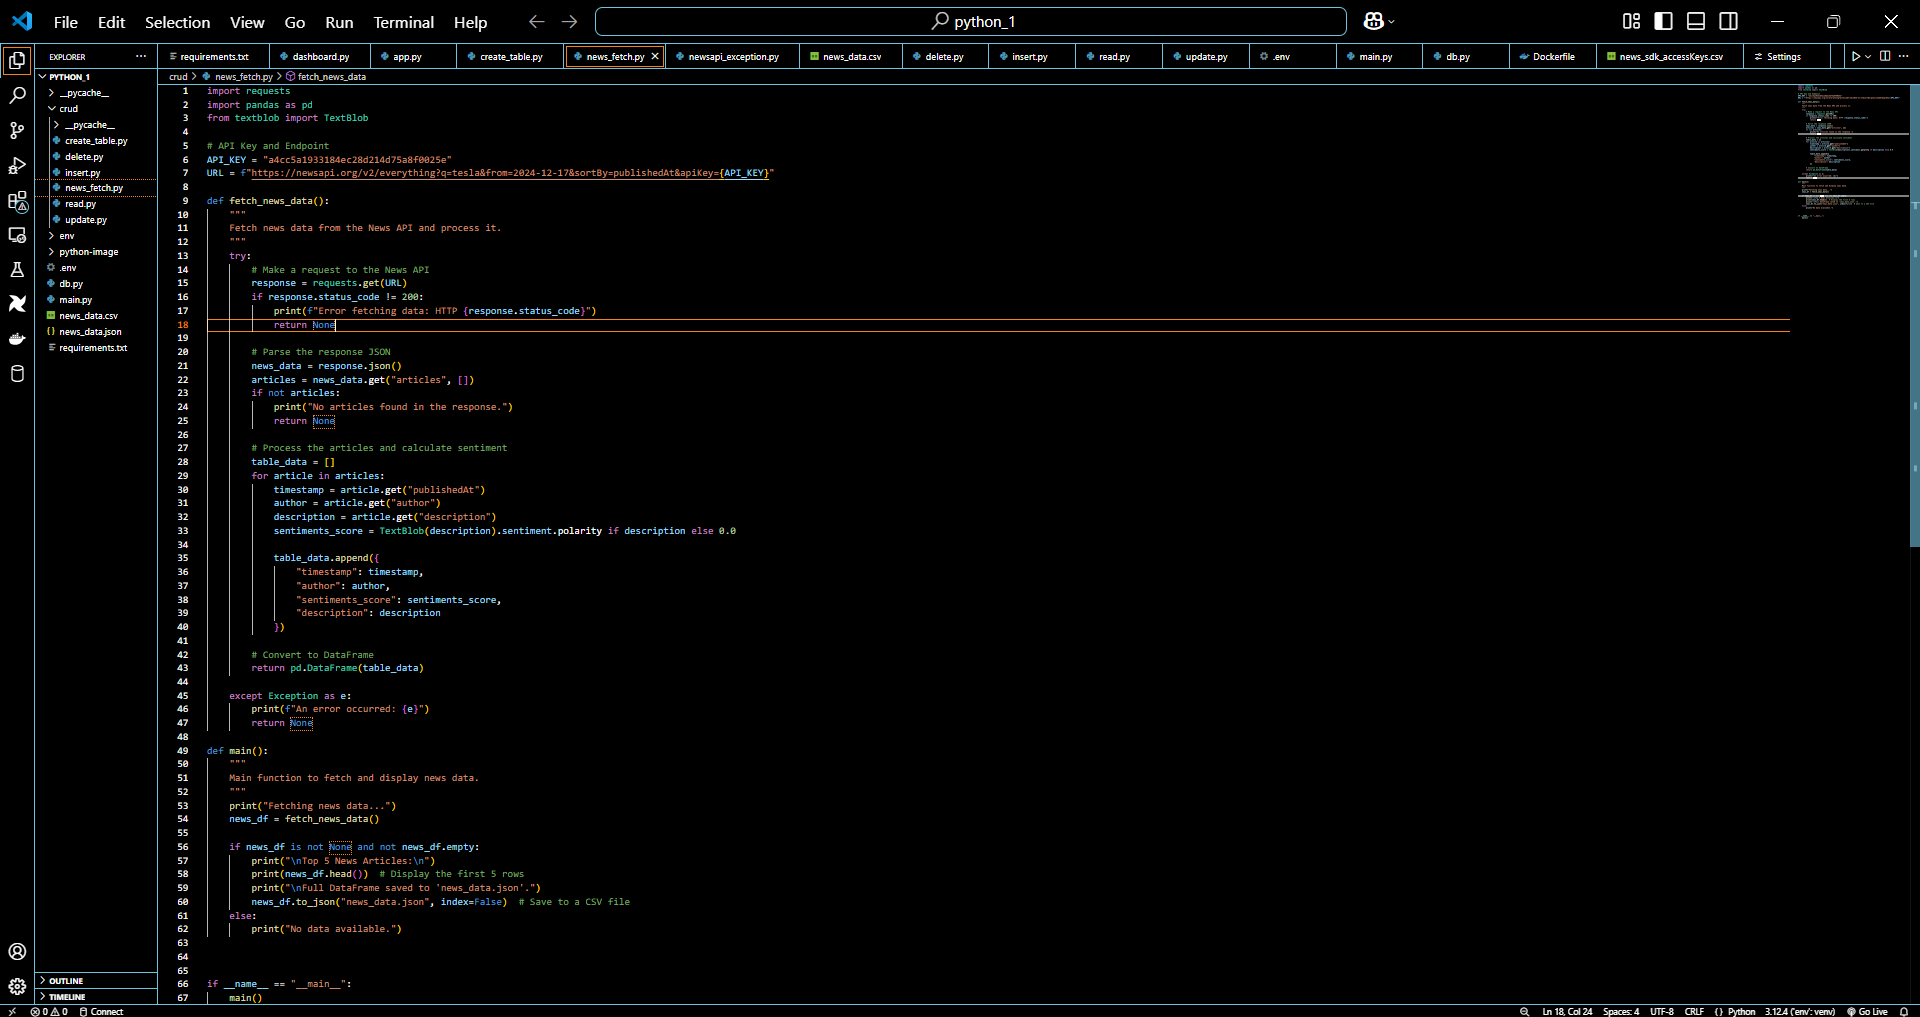 File Edit Selection View Go Run Terminal Help
python_1
EXPLORER
requirements.txt dashboard.py app.py create_table.py news_fetch.py newsapi_exception.py news_data.csv delete.py insert.py read.py update.py .env main.py db.py Dockerfile news_sdk_accessKeys.csv Settings
crud > news_fetch.py > fetch_news_data
PYTHON_1
__pycache__
crud
__pycache__
create_table.py
delete.py
insert.py
news_fetch.py
read.py
update.py
env
python-image
.env
db.py
main.py
news_data.csv
news_data.json
requirements.txt
OUTLINE
TIMELINE
1 import requests
2 import pandas as pd
3 from textblob import TextBlob
4
5 # API Key and Endpoint
6 API_KEY = "a4cc5a1933184ec28d214d75a8f0025e"
7 URL = f"https://newsapi.org/v2/everything?q=tesla&from=2024-12-17&sortBy=publishedAt&apiKey={API_KEY}"
8
9 def fetch_news_data():
10 """
11 Fetch news data from the News API and process it.
12 """
13 try:
14 # Make a request to the News API
15 response = requests.get(URL)
16 if response.status_code != 200:
17 print(f"Error fetching data: HTTP {response.status_code}")
18 return None
19
20 # Parse the response JSON
21 news_data = response.json()
22 articles = news_data.get("articles", [])
23 if not articles:
24 print("No articles found in the response.")
25 return None
26
27 # Process the articles and calculate sentiment
28 table_data = []
29 for article in articles:
30 timestamp = article.get("publishedAt")
31 author = article.get("author")
32 description = article.get("description")
33 sentiments_score = TextBlob(description).sentiment.polarity if description else 0.0
34
35 table_data.append({
36 "timestamp": timestamp,
37 "author": author,
38 "sentiments_score": sentiments_score,
39 "description": description
40 })
41
42 # Convert to DataFrame
43 return pd.DataFrame(table_data)
44
45 except Exception as e:
46 print(f"An error occurred: {e}")
47 return None
48
49 def main():
50 """
51 Main function to fetch and display news data.
52 """
53 print("Fetching news data...")
54 news_df = fetch_news_data()
55
56 if news_df is not None and not news_df.empty:
57 print("\nTop 5 News Articles:\n")
58 print(news_df.head()) # Display the first 5 rows
59 print("\nFull DataFrame saved to 'news_data.json'.")
60 news_df.to_json("news_data.json", index=False) # Save to a CSV file
61 else:
62 print("No data available.")
63
64
65
66 if __name__ == "__main__":
67 main()
0 0 Connect
Ln 18, Col 24 Spaces: 4 UTF-8 CRLF {} Python 3.12.4 ('env': venv) Go Live